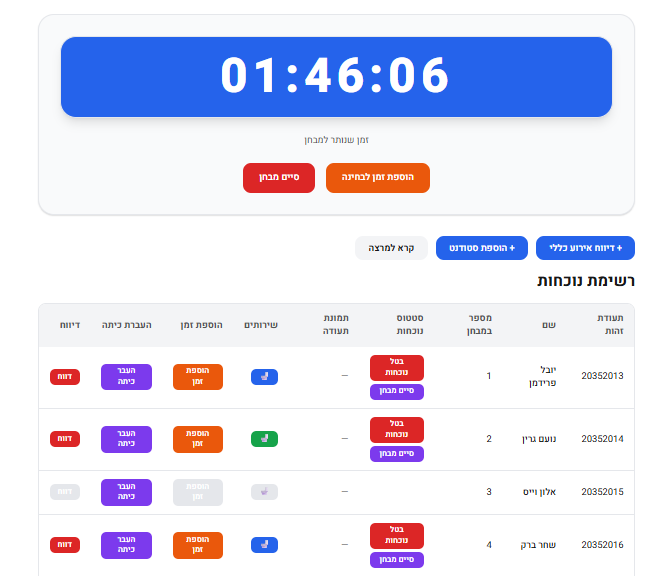 01:46:06
זמן שנותר למבחן
הוספת זמן לבחינה
סיים מבחן
+ דיווח אירוע כללי
+ הוספת סטודנט
קרא למרצה
רשימת נוכחות
תעודת זהות
שם
מספר במבחן
סטטוס נוכחות
תמונת תעודה
שירותים
הוספת זמן
העברת כיתה
דיווח
20352013
יובל פרידמן
1
בטל נוכחות
סיים מבחן
—
הוספת זמן
העבר כיתה
דווח
20352014
נועם גרין
2
בטל נוכחות
סיים מבחן
—
הוספת זמן
העבר כיתה
דווח
20352015
אלון וייס
3
—
הוספת זמן
העבר כיתה
דווח
20352016
שחר ברק
4
בטל נוכחות
סיים מבחן
—
הוספת זמן
העבר כיתה
דווח